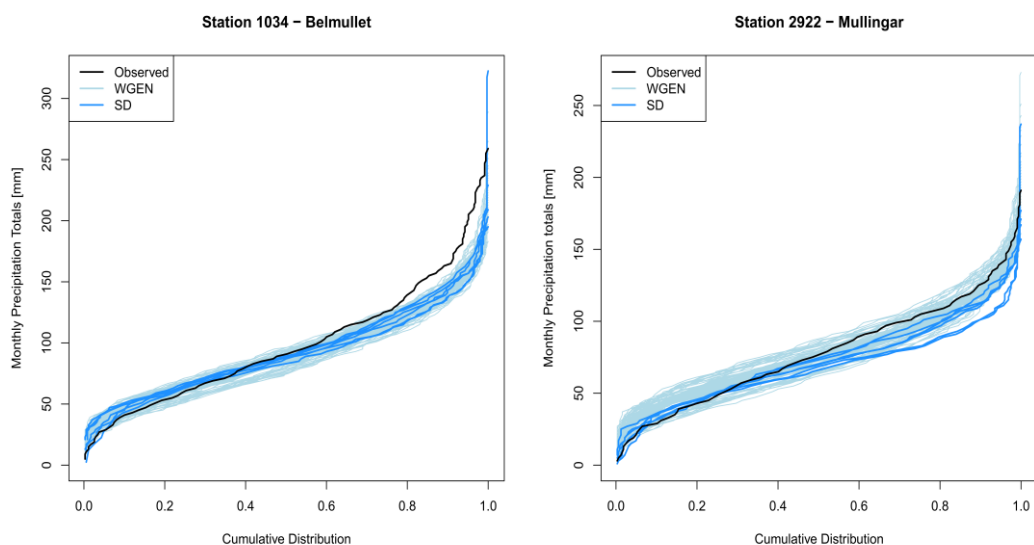 Station 1034 – Belmullet
Observed
WGEN
SD
Monthly Precipitation Totals [mm]
300
250
200
150
100
50
0
0.0 0.2 0.4 0.6 0.8 1.0
Cumulative Distribution
Station 2922 – Mullingar
Observed
WGEN
SD
Monthly Precipitation totals [mm]
250
200
150
100
50
0
0.0 0.2 0.4 0.6 0.8 1.0
Cumulative Distribution